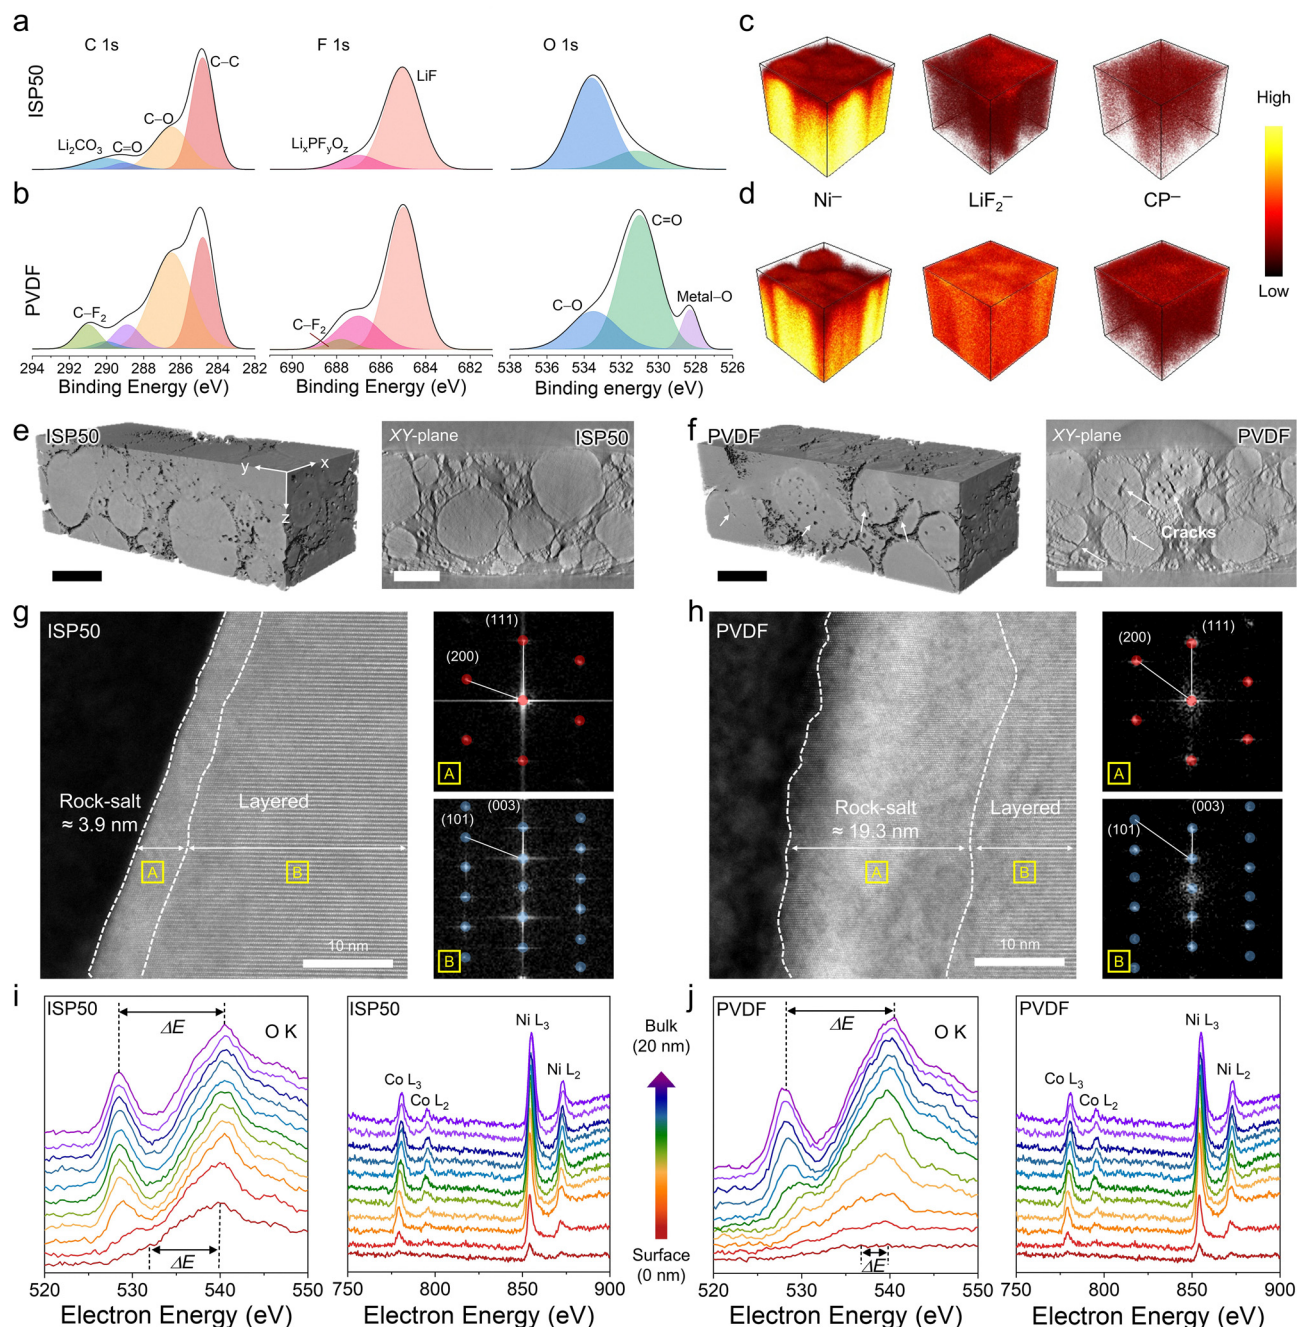 a
C 1s
F 1s
O 1s
ISP50
C–C
C–O
Li₂CO₃
C=O
LiF
LiₓPFᵧO_z
b
PVDF
C–F₂
C–F₂
C–O
C=O
Metal–O
294 292 290 288 286 284 282
690 688 686 684 682
538 536 534 532 530 528 526
Binding Energy (eV)
Binding Energy (eV)
Binding energy (eV)
c
Ni⁻
LiF₂⁻
CP⁻
d
High
Low
e
ISP50
y
x
z
XY-plane
ISP50
f
PVDF
XY-plane
PVDF
Cracks
g
ISP50
Rock-salt
≈ 3.9 nm
Layered
A
B
10 nm
(111)
(200)
A
(003)
(101)
B
h
PVDF
Rock-salt
≈ 19.3 nm
Layered
A
B
10 nm
(111)
(200)
A
(003)
(101)
B
i
ISP50
ΔE
O K
ΔE
520 530 540 550
Electron Energy (eV)
ISP50
Ni L₃
Ni L₂
Co L₃
Co L₂
750 800 850 900
Electron Energy (eV)
Bulk
(20 nm)
Surface
(0 nm)
j
PVDF
ΔE
O K
ΔE
520 530 540 550
Electron Energy (eV)
PVDF
Ni L₃
Ni L₂
Co L₃
Co L₂
750 800 850 900
Electron Energy (eV)